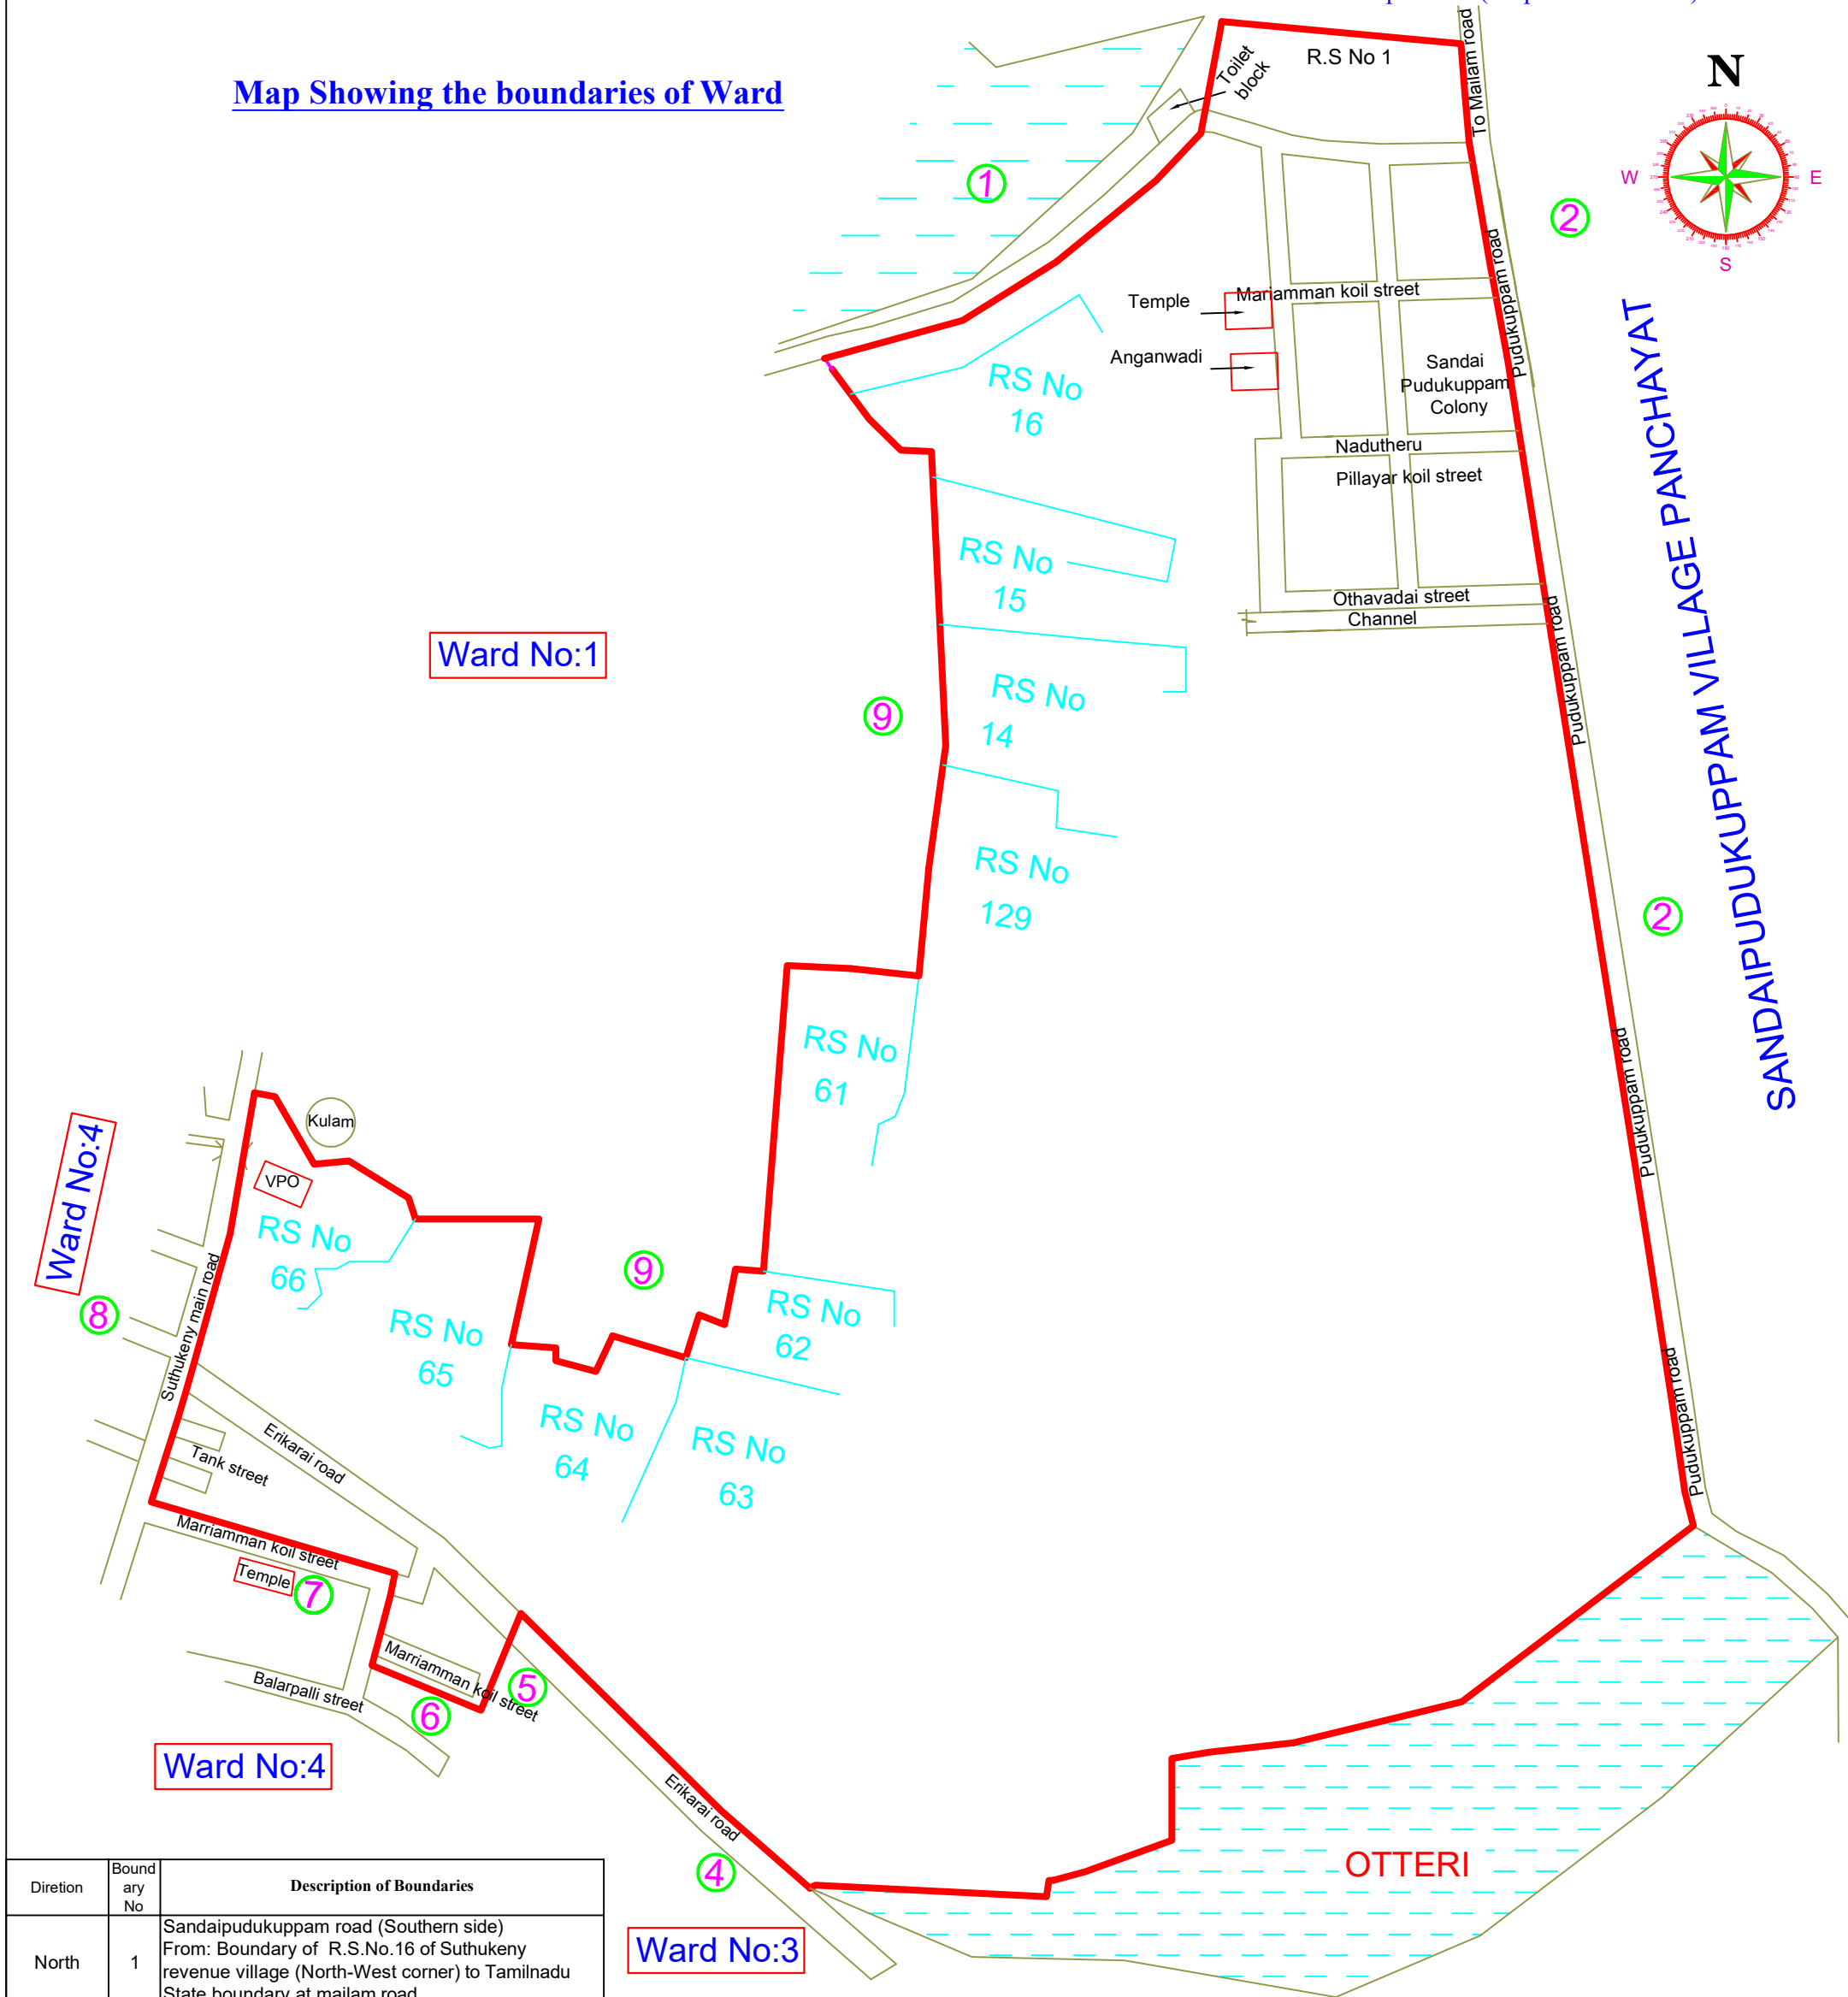 Map Showing the boundaries of Ward
Toilet
block
R.S No 1
To Mailam road
N
W
E
S
1
2
Pudukuppam road
Temple
Mariamman koil street
Anganwadi
Sandai
Pudukuppam
Colony
RS No
16
Nadutheru
Pillayar koil street
SANDAIPUDUKUPPAM VILLAGE PANCHAYAT
RS No
15
Othavadai street
Channel
Pudukuppam road
Ward No:1
9
RS No
14
RS No
129
2
RS No
61
Pudukuppam road
Kulam
VPO
Ward No:4
8
RS No
66
Suthukeny main road
9
RS No
65
RS No
62
Pudukuppam road
RS No
64
RS No
63
Erikarai road
Tank street
Marriamman koil street
Temple
7
Marriamman koil street
5
Balarpalli street
6
Ward No:4
Erikarai road
4
OTTERI
Ward No:3
Diretion
Bound
ary
No
Description of Boundaries
North
1
Sandaipudukuppam road (Southern side)
From: Boundary of R.S.No.16 of Suthukeny
revenue village (North-West corner) to Tamilnadu
State boundary at mailam road